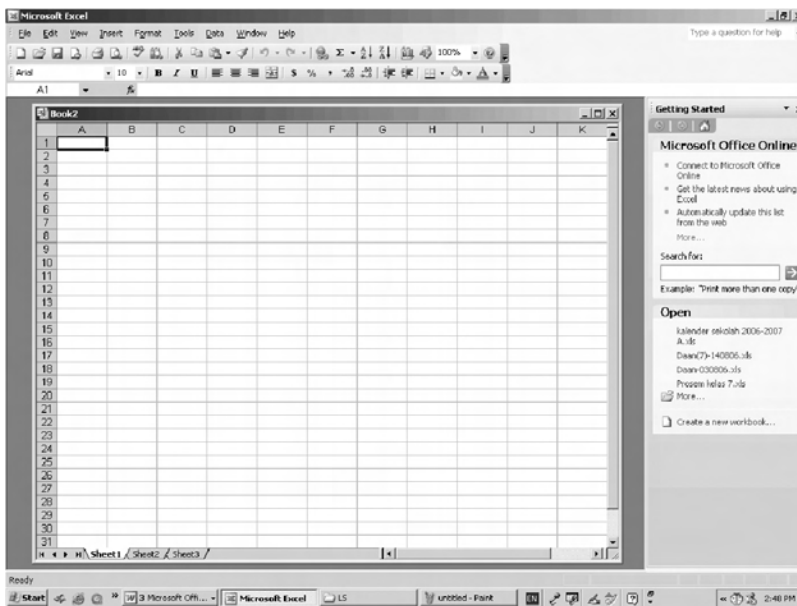 Microsoft Excel
File Edit View Insert Format Tools Data Window Help
Type a question for help
100%
Arial 10 B I U $ % ,
A1 fx
Book2
A B C D E F G H I J K
1
2
3
4
5
6
7
8
9
10
11
12
13
14
15
16
17
18
19
20
21
22
23
24
25
26
27
28
29
30
31
Sheet1 Sheet2 Sheet3
Getting Started
Microsoft Office Online
Connect to Microsoft Office
Online
Get the latest news about using
Excel
Automatically update this list
from the web
More...
Search for:
Example: "Print more than one copy"
Open
kalender sekolah 2006-2007
A.xls
Daan(7)-140806.xls
Daan-030806.xls
Prosem kelas 7.xls
More...
Create a new workbook...
Ready
Start 3 Microsoft Offi... Microsoft Excel LS untitled - Paint EN 2:40 PM